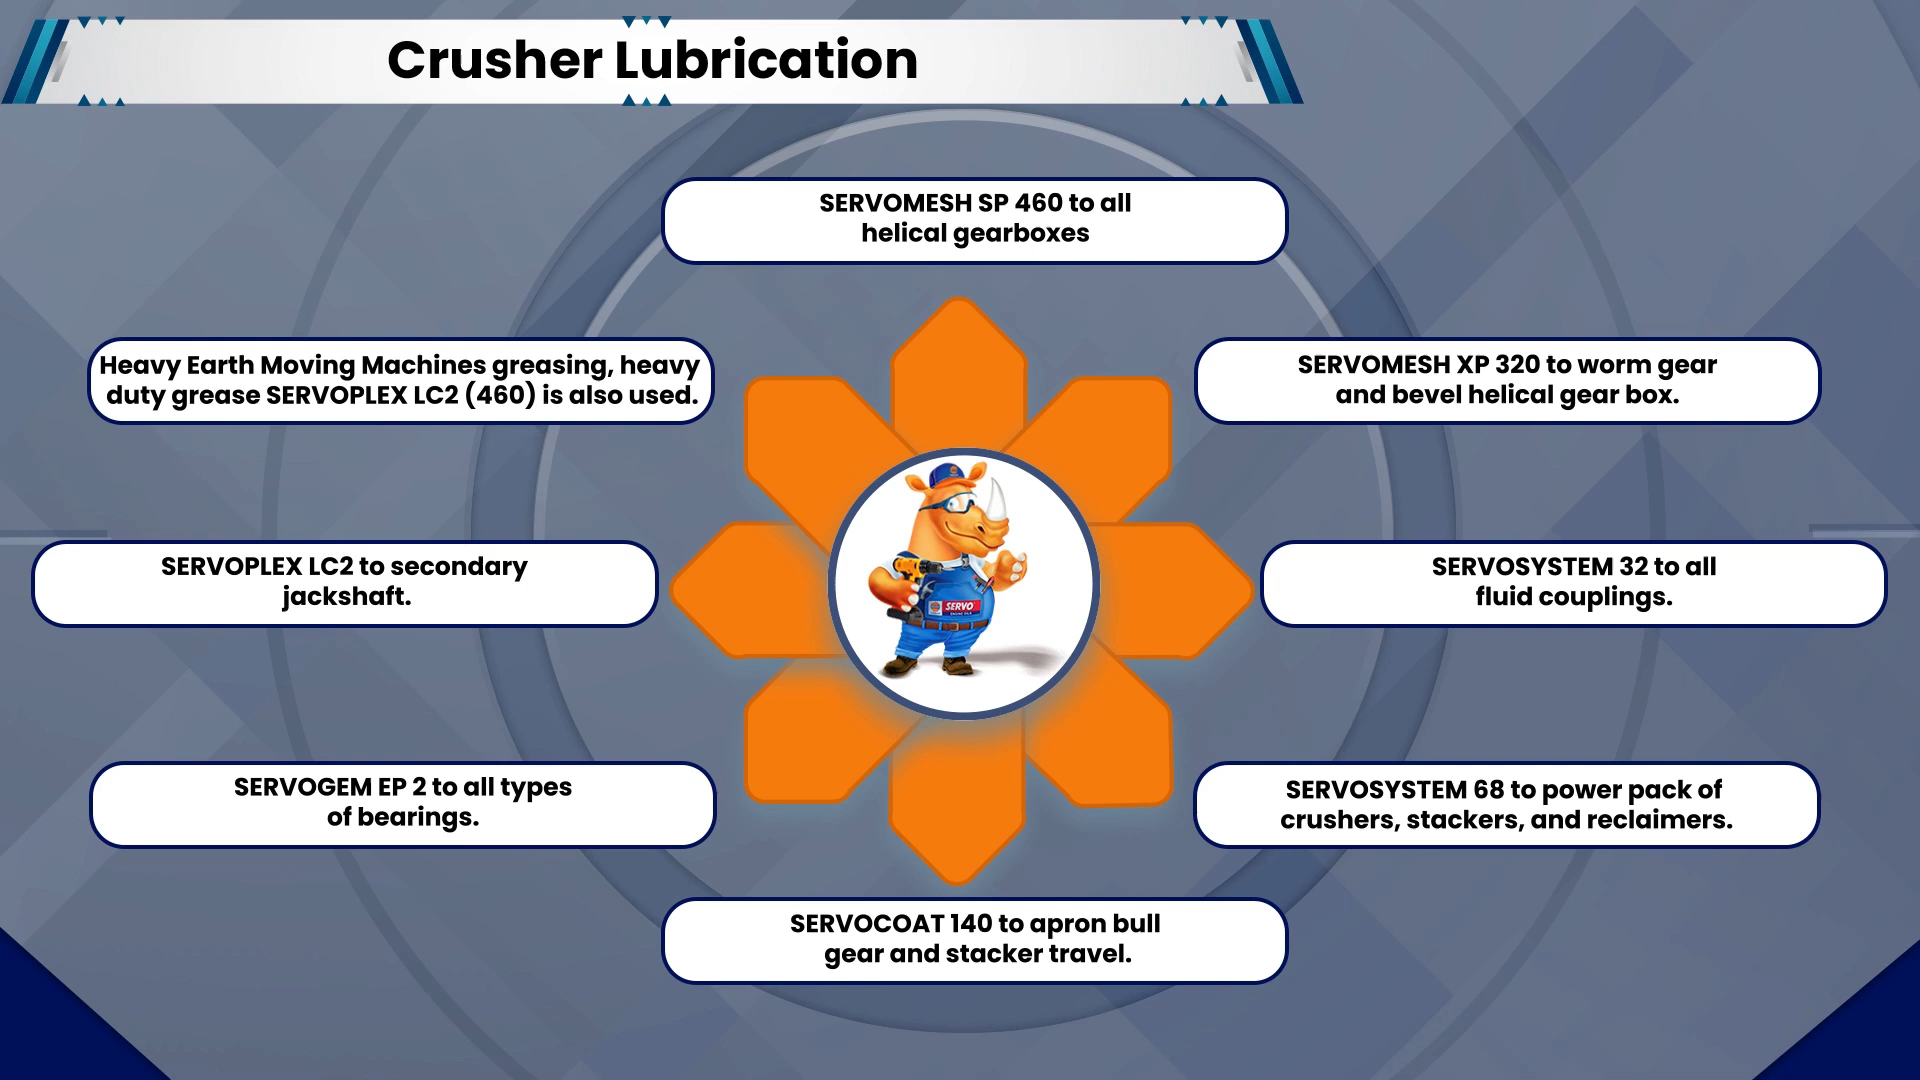 Crusher Lubrication
SERVOMESH SP 460 to all
helical gearboxes
Heavy Earth Moving Machines greasing, heavy
duty grease SERVOPLEX LC2 (460) is also used.
SERVOMESH XP 320 to worm gear
and bevel helical gear box.
SERVOPLEX LC2 to secondary
jackshaft.
SERVO
SERVOSYSTEM 32 to all
fluid couplings.
SERVOGEM EP 2 to all types
of bearings.
SERVOSYSTEM 68 to power pack of
crushers, stackers, and reclaimers.
SERVOCOAT 140 to apron bull
gear and stacker travel.